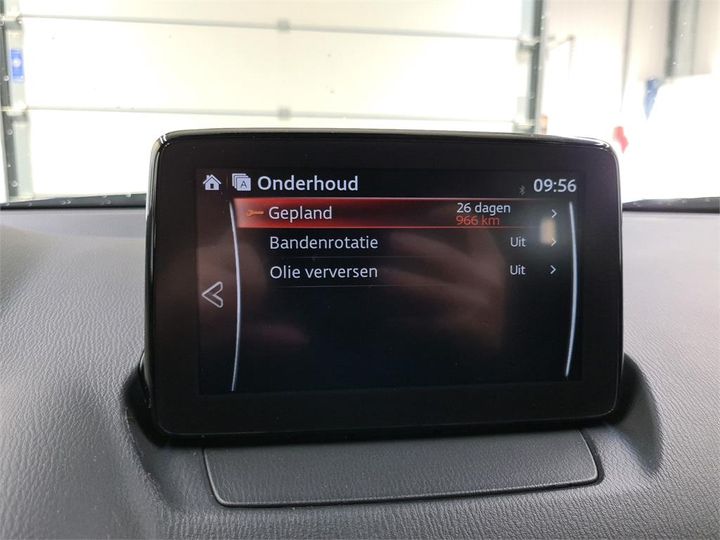 A Onderhoud 09:56
Gepland 26 dagen
966 km
Bandenrotatie Uit
Olie verversen Uit